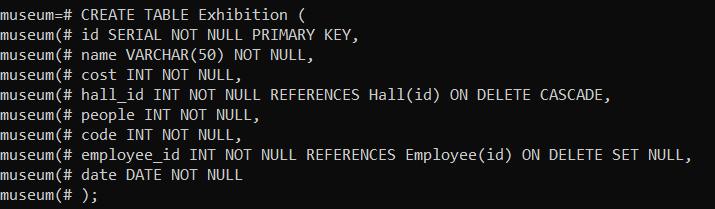 museum=# CREATE TABLE Exhibition (
museum(# id SERIAL NOT NULL PRIMARY KEY,
museum(# name VARCHAR(50) NOT NULL,
museum(# cost INT NOT NULL,
museum(# hall_id INT NOT NULL REFERENCES Hall(id) ON DELETE CASCADE,
museum(# people INT NOT NULL,
museum(# code INT NOT NULL,
museum(# employee_id INT NOT NULL REFERENCES Employee(id) ON DELETE SET NULL,
museum(# date DATE NOT NULL
museum(# );